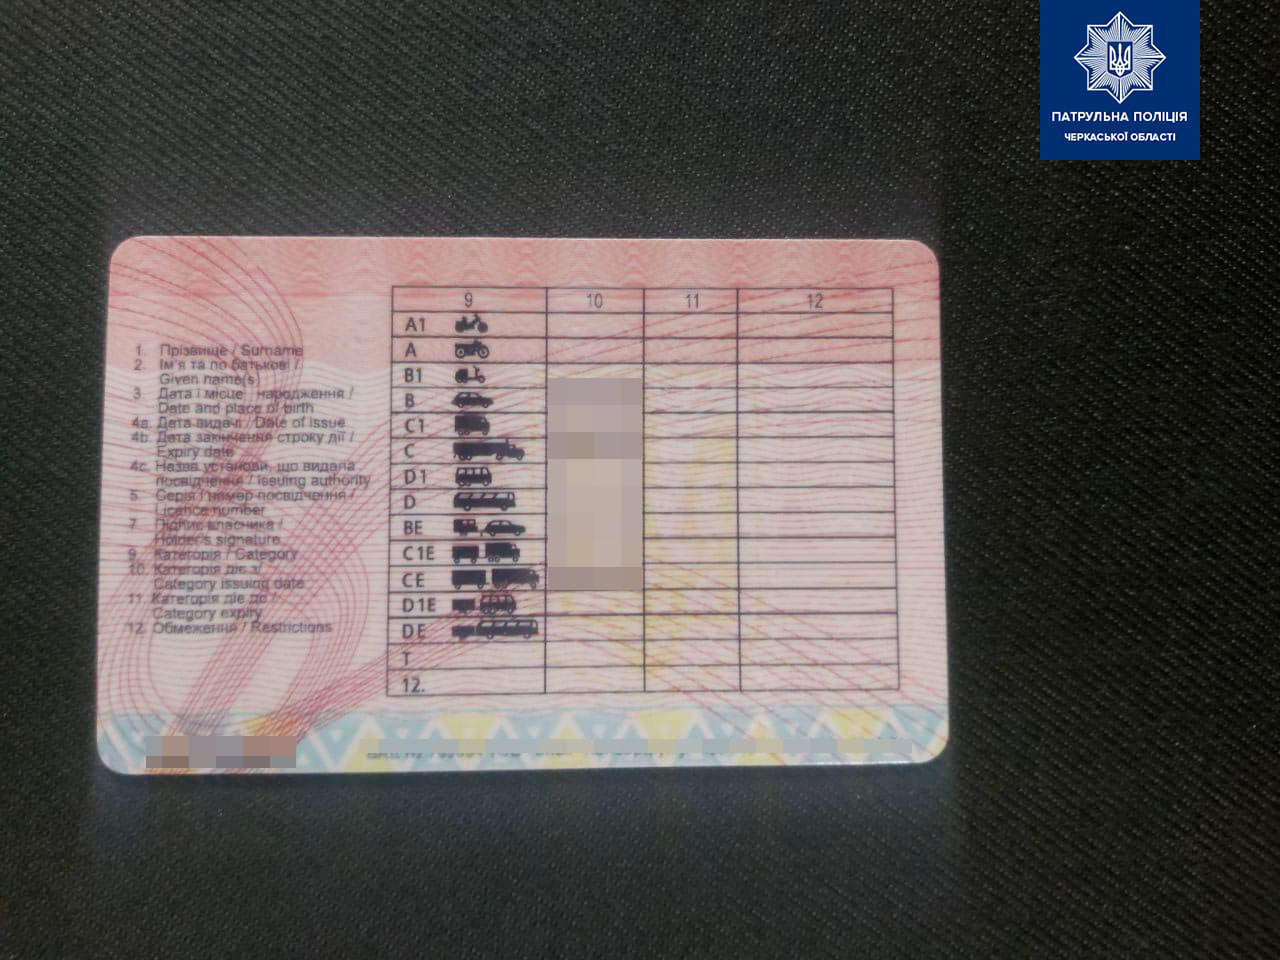 ПАТРУЛЬНА ПОЛІЦІЯ
ЧЕРКАСЬКОЇ ОБЛАСТІ
1. Прізвище / Surname
2. Ім'я та по батькові /
Given name(s)
3 Дата і місце народження /
Date and place of birth
4a. Дата видачі / Date of issue
4b. Дата закінчення строку дії /
Expiry date
4c. Назва установи, що видала
посвідчення / Issuing authority
5. Серія і номер посвідчення /
Licence number
7. Підпис власника /
Holder's signature
9. Категорія / Category
10. Категорія діє з/
Category issuing date
11. Категорія діє до /
Category expiry
12. Обмеження / Restrictions
9 10 11 12
A1
A
B1
B
C1
C
D1
D
BE
C1E
CE
D1E
DE
T
12.